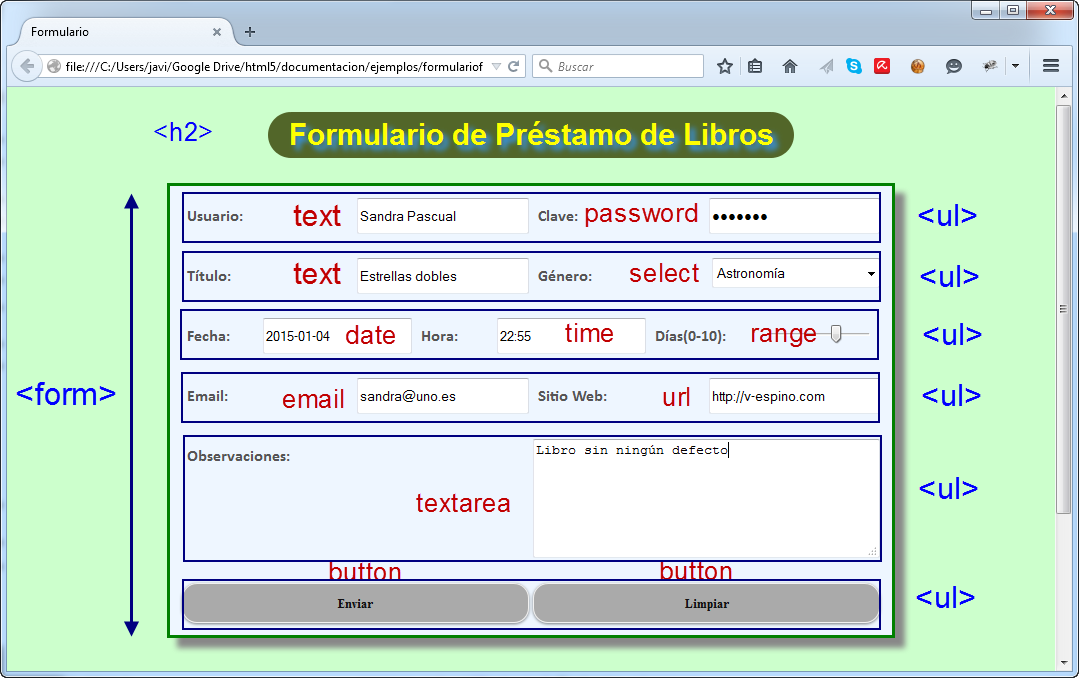 Formulario
file:///C:/Users/javi/Google Drive/html5/documentacion/ejemplos/formulariof
Buscar
<h2> Formulario de Préstamo de Libros
Usuario: text Sandra Pascual Clave: password ••••••• <ul>
Título: text Estrellas dobles Género: select Astronomía <ul>
Fecha: 2015-01-04 date Hora: 22:55 time Días(0-10): range <ul>
<form> Email: email sandra@uno.es Sitio Web: url http://v-espino.com <ul>
Observaciones: textarea Libro sin ningún defecto <ul>
button button
Enviar Limpiar <ul>